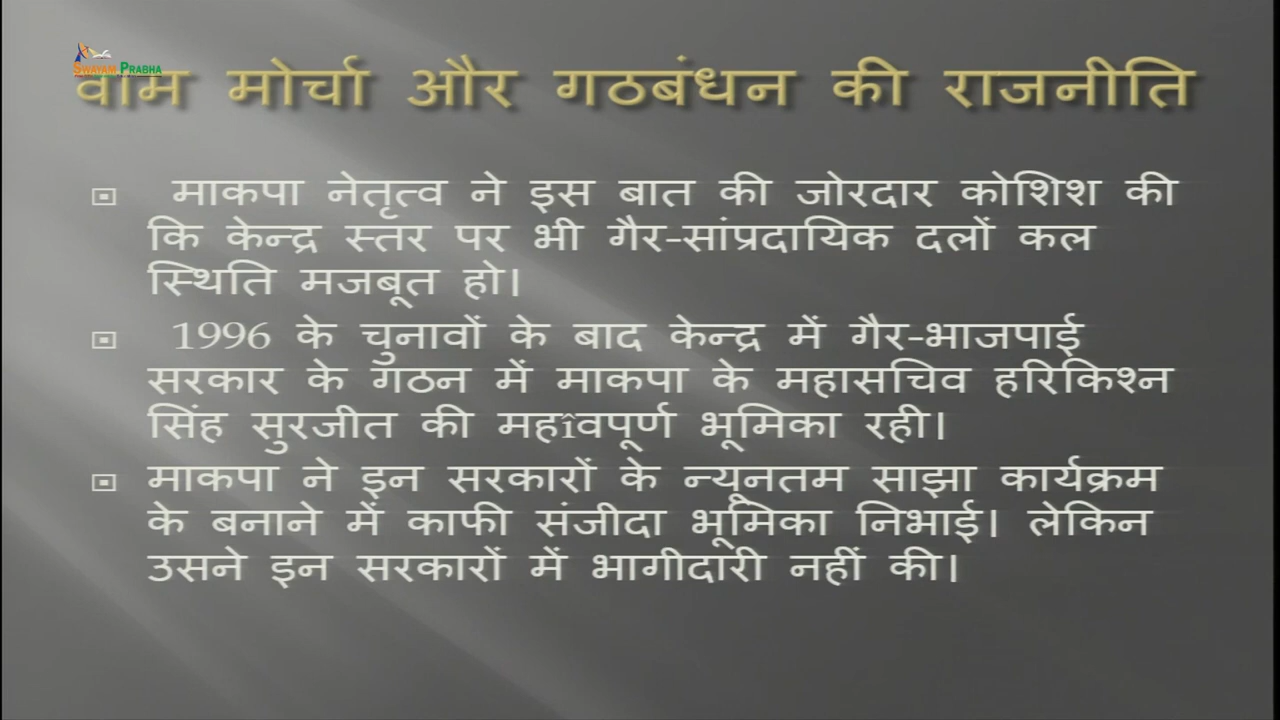 SWAYAM PRABHA
वाम मोर्चा और गठबंधन की राजनीति
माकपा नेतृत्व ने इस बात की जोरदार कोशिश की
कि केन्द्र स्तर पर भी गैर-सांप्रदायिक दलों कल
स्थिति मजबूत हो।
1996 के चुनावों के बाद केन्द्र में गैर-भाजपाई
सरकार के गठन में माकपा के महासचिव हरिकिश्न
सिंह सुरजीत की महîवपूर्ण भूमिका रही।
माकपा ने इन सरकारों के न्यूनतम साझा कार्यक्रम
के बनाने में काफी संजीदा भूमिका निभाई। लेकिन
उसने इन सरकारों में भागीदारी नहीं की।